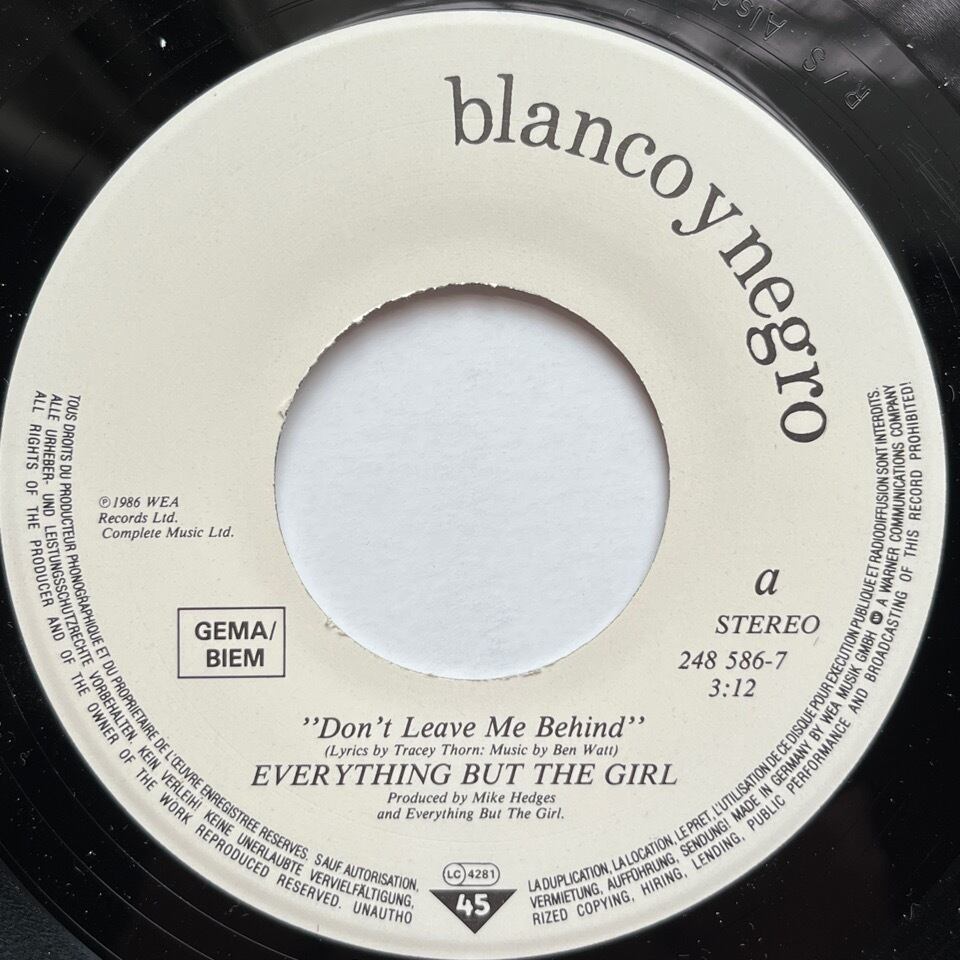 R/S Alsd
blanco y negro
℗ 1986 WEA
Records Ltd.
Complete Music Ltd.
GEMA/
BIEM
a
STEREO
248 586-7
3:12
"Don't Leave Me Behind"
(Lyrics by Tracey Thorn: Music by Ben Watt)
EVERYTHING BUT THE GIRL
Produced by Mike Hedges
and Everything But The Girl.
LC 4281
45
TOUS DROITS DU PRODUCTEUR PHONOGRAPHIQUE ET DU PROPRIETAIRE DE L'ŒUVRE ENREGISTREE RESERVES. SAUF AUTORISATION, LA DUPLICATION, LA LOCATION, LE PRET, L'UTILISATION DE CE DISQUE POUR EXECUTION PUBLIQUE ET RADIODIFFUSION SONT INTERDITS.
ALLE URHEBER- UND LEISTUNGSSCHUTZRECHTE VORBEHALTEN. KEIN VERLEIH! KEINE UNERLAUBTE VERVIELFÄLTIGUNG, VERMIETUNG, AUFFÜHRUNG, SENDUNG! MADE IN GERMANY BY WEA MUSIK GMBH A WARNER COMMUNICATIONS COMPANY
ALL RIGHTS OF THE PRODUCER AND OF THE OWNER OF THE WORK REPRODUCED RESERVED. UNAUTHORIZED COPYING, HIRING, LENDING, PUBLIC PERFORMANCE AND BROADCASTING OF THIS RECORD PROHIBITED!